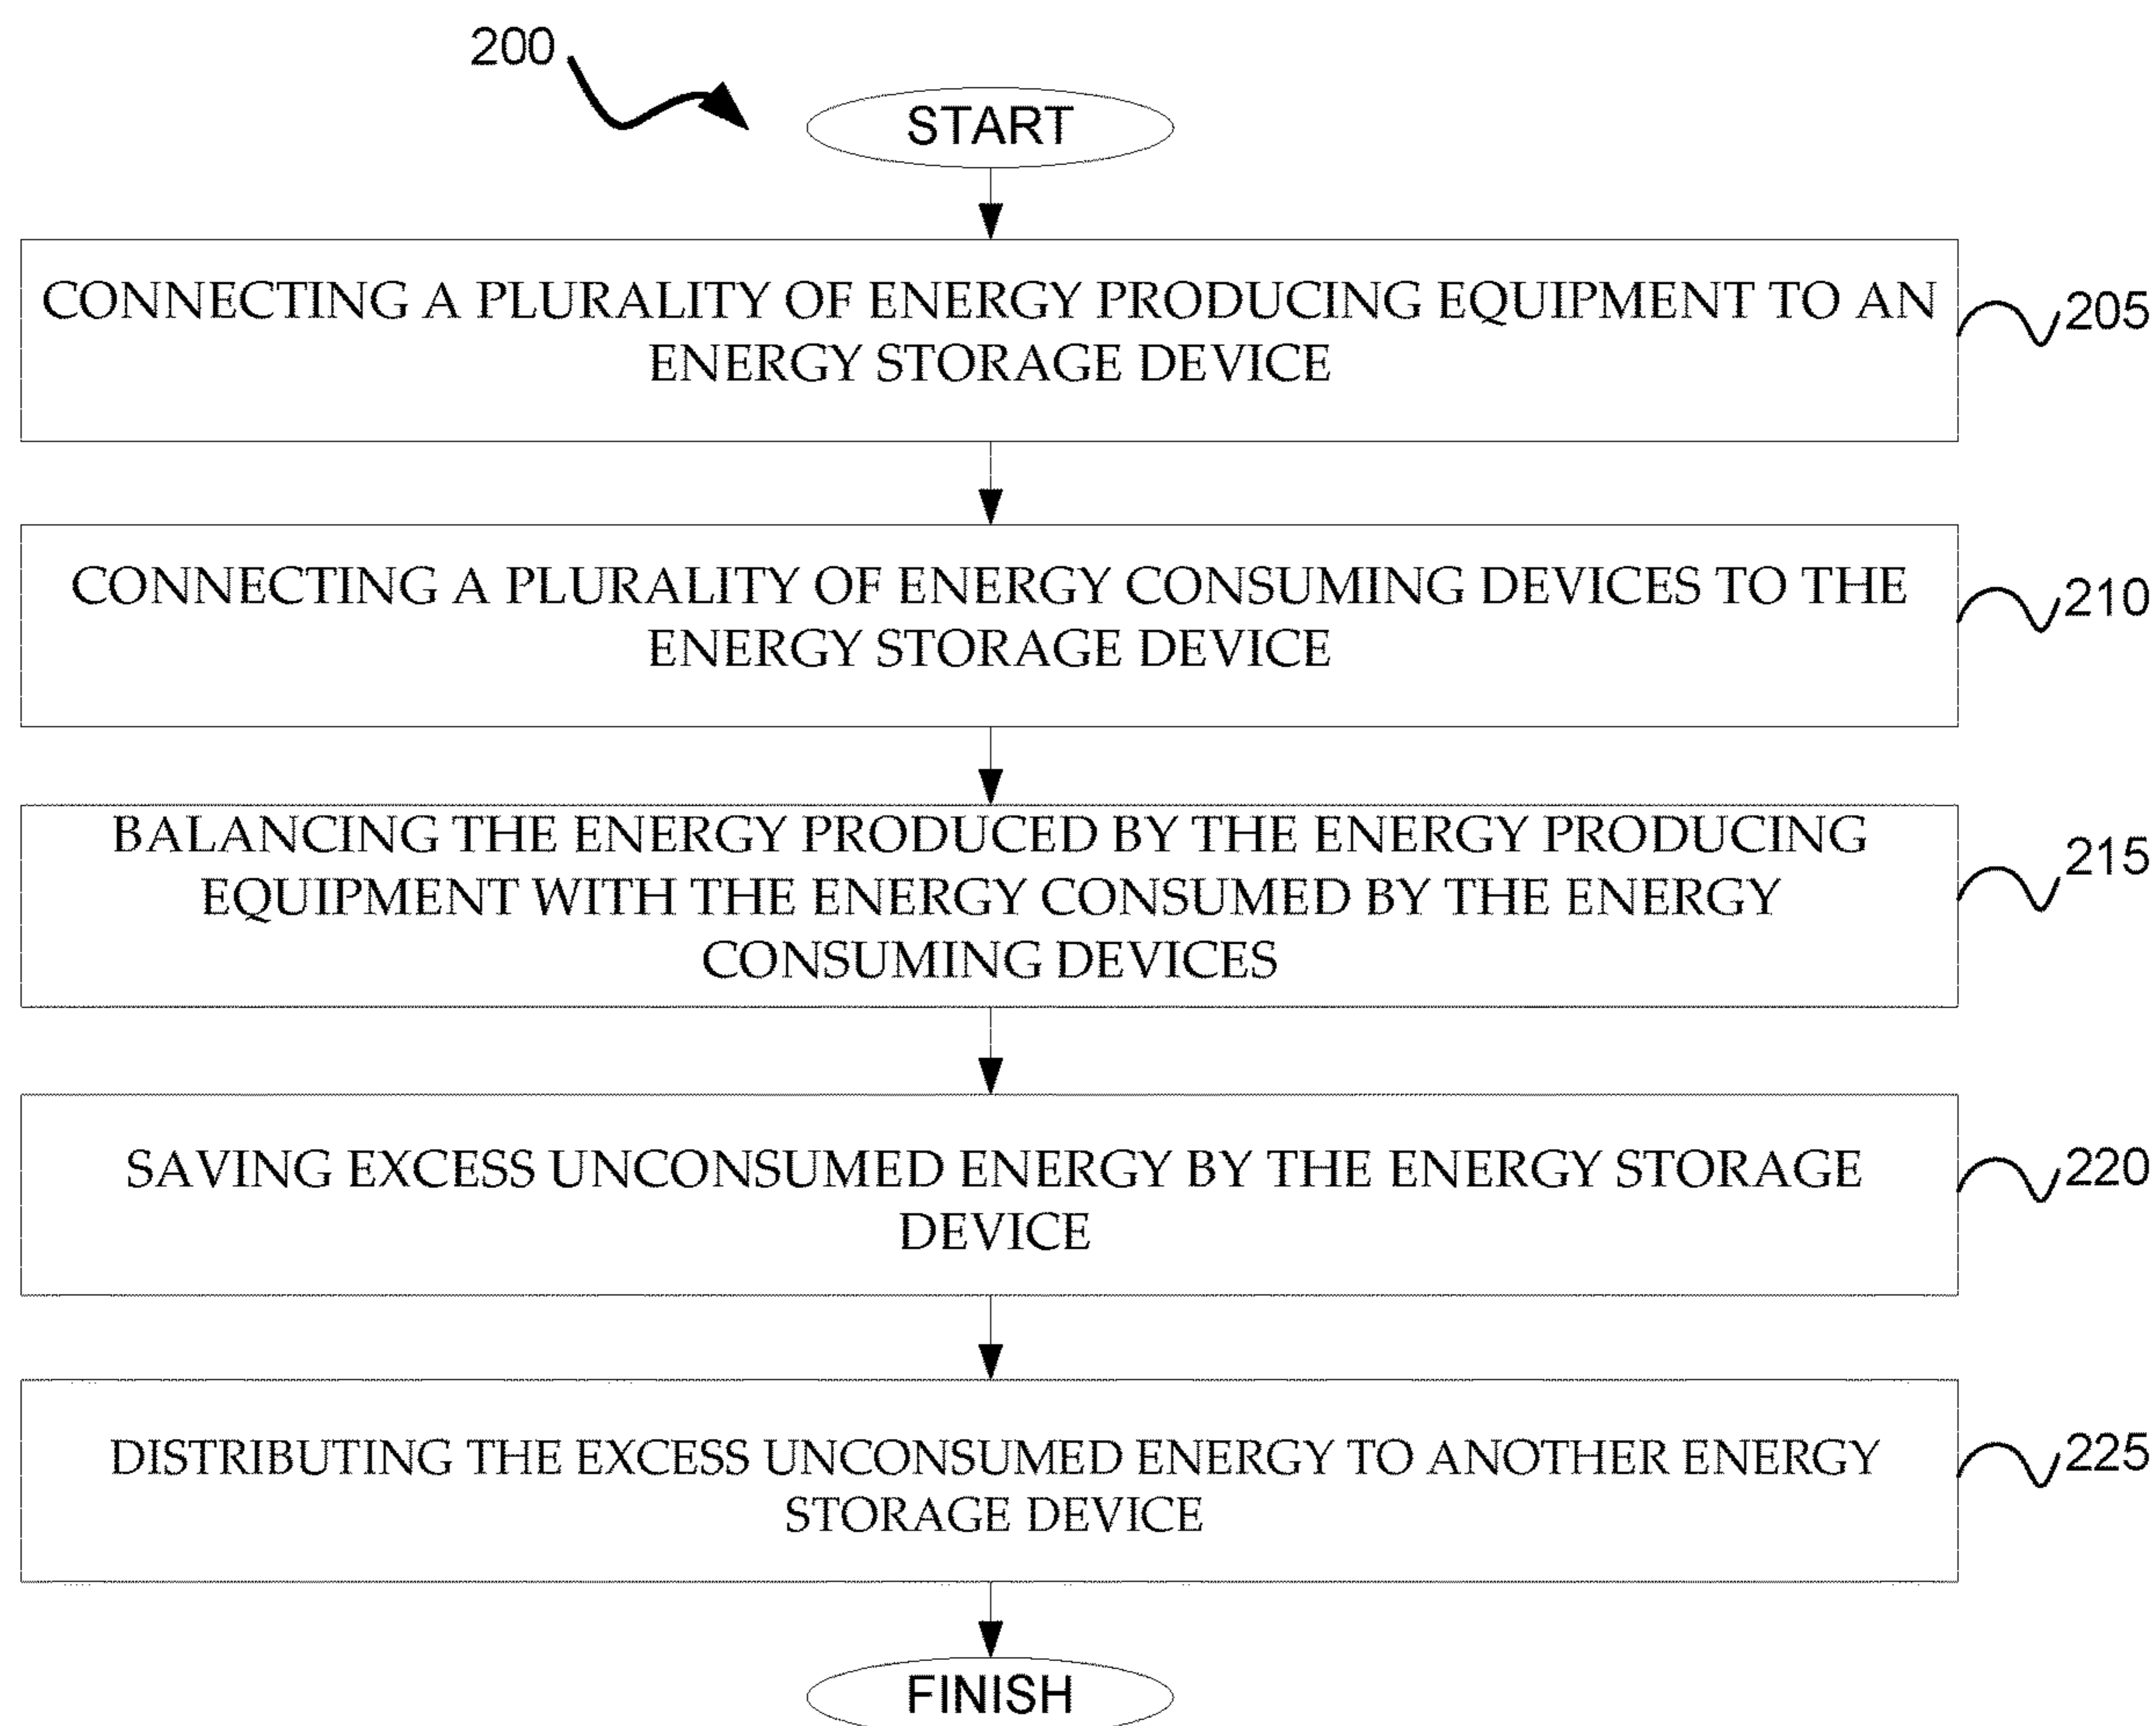 200
START
CONNECTING A PLURALITY OF ENERGY PRODUCING EQUIPMENT TO AN
ENERGY STORAGE DEVICE
205
CONNECTING A PLURALITY OF ENERGY CONSUMING DEVICES TO THE
ENERGY STORAGE DEVICE
210
BALANCING THE ENERGY PRODUCED BY THE ENERGY PRODUCING
EQUIPMENT WITH THE ENERGY CONSUMED BY THE ENERGY
CONSUMING DEVICES
215
SAVING EXCESS UNCONSUMED ENERGY BY THE ENERGY STORAGE
DEVICE
220
DISTRIBUTING THE EXCESS UNCONSUMED ENERGY TO ANOTHER ENERGY
STORAGE DEVICE
225
FINISH